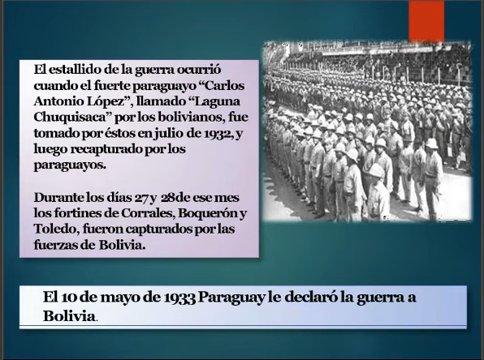 El estallido de la guerra ocurrió
cuando el fuerte paraguayo “Carlos
Antonio López”, llamado “Laguna
Chuquisaca” por los bolivianos, fue
tomado por éstos en julio de 1932, y
luego recapturado por los
paraguayos.
Durante los días 27 y 28 de ese mes
los fortines de Corrales, Boquerón y
Toledo, fueron capturados por las
fuerzas de Bolivia.
El 10 de mayo de 1933 Paraguay le declaró la guerra a
Bolivia.